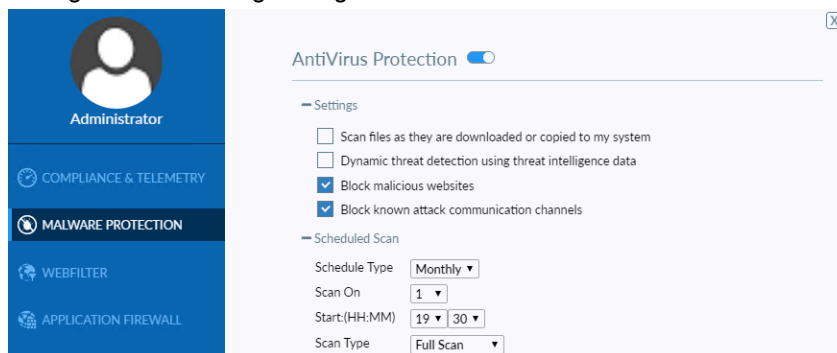 X
AntiVirus Protection
Settings
Administrator
Scan files as they are downloaded or copied to my system
Dynamic threat detection using threat intelligence data
COMPLIANCE & TELEMETRY
Block malicious websites
Block known attack communication channels
MALWARE PROTECTION
Scheduled Scan
WEBFILTER
Schedule Type Monthly
Scan On 1
APPLICATION FIREWALL
Start:(HH:MM) 19 30
Scan Type Full Scan